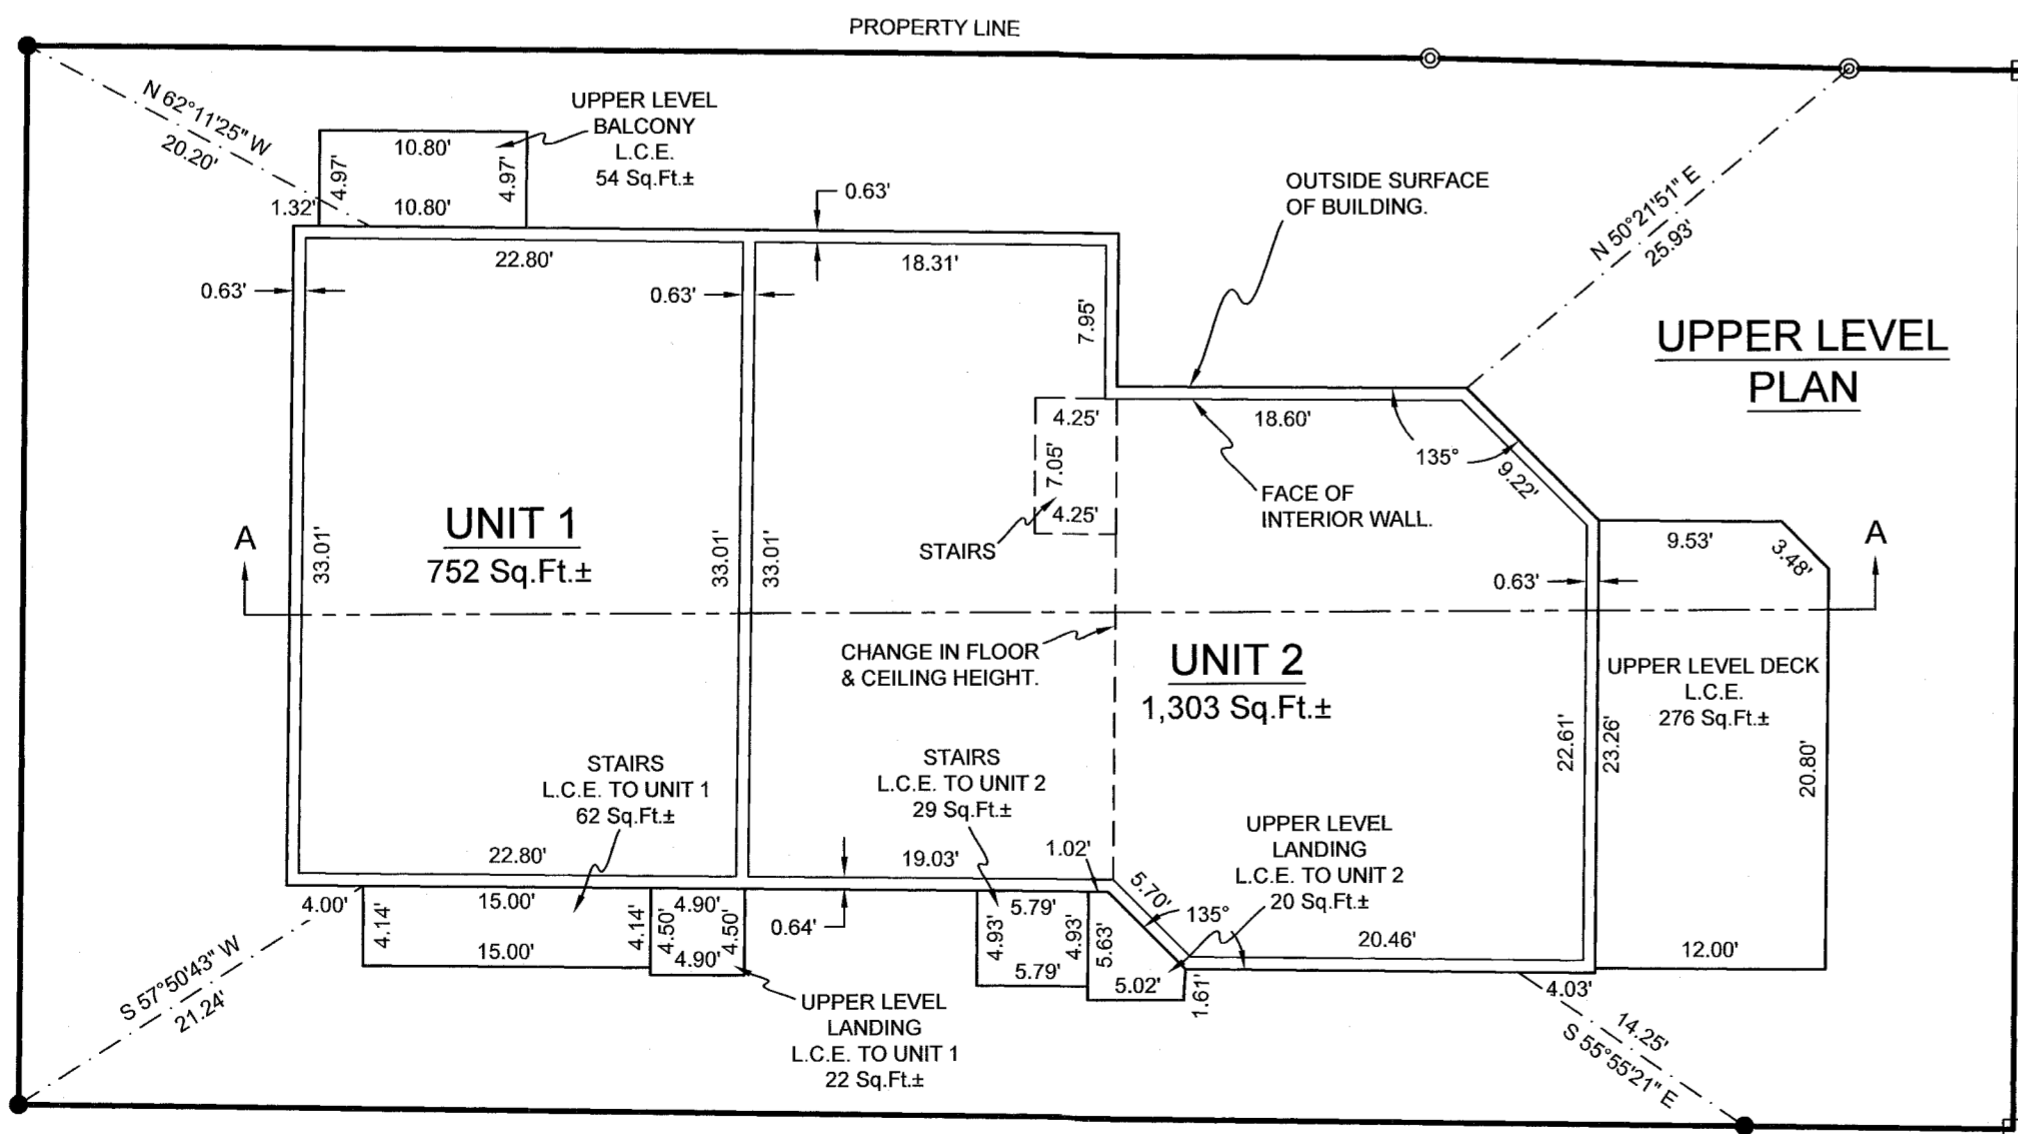 PROPERTY LINE
N 62°11'25" W
20.20'
UPPER LEVEL
BALCONY
L.C.E.
54 Sq.Ft.±
10.80'
4.97'
4.97'
10.80'
1.32'
0.63'
OUTSIDE SURFACE
OF BUILDING.
N 50°21'51" E
25.93'
22.80'
18.31'
0.63'
0.63'
7.95'
UPPER LEVEL
PLAN
4.25'
7.05'
4.25'
STAIRS
18.60'
135°
9.22'
FACE OF
INTERIOR WALL.
A
UNIT 1
752 Sq.Ft.±
33.01'
33.01'
33.01'
9.53'
3.48'
A
0.63'
CHANGE IN FLOOR
& CEILING HEIGHT.
UNIT 2
1,303 Sq.Ft.±
UPPER LEVEL DECK
L.C.E.
276 Sq.Ft.±
22.61'
23.26'
20.80'
STAIRS
L.C.E. TO UNIT 1
62 Sq.Ft.±
STAIRS
L.C.E. TO UNIT 2
29 Sq.Ft.±
UPPER LEVEL
LANDING
L.C.E. TO UNIT 2
20 Sq.Ft.±
22.80'
19.03'
1.02'
5.70'
135°
20.46'
12.00'
4.00'
4.14'
15.00'
4.14'
15.00'
4.50'
4.90'
4.50'
4.90'
0.64'
4.93'
5.79'
4.93'
5.79'
5.63'
5.02'
1.61'
4.03'
S 57°50'43" W
21.24'
UPPER LEVEL
LANDING
L.C.E. TO UNIT 1
22 Sq.Ft.±
14.25'
S 55°55'21" E